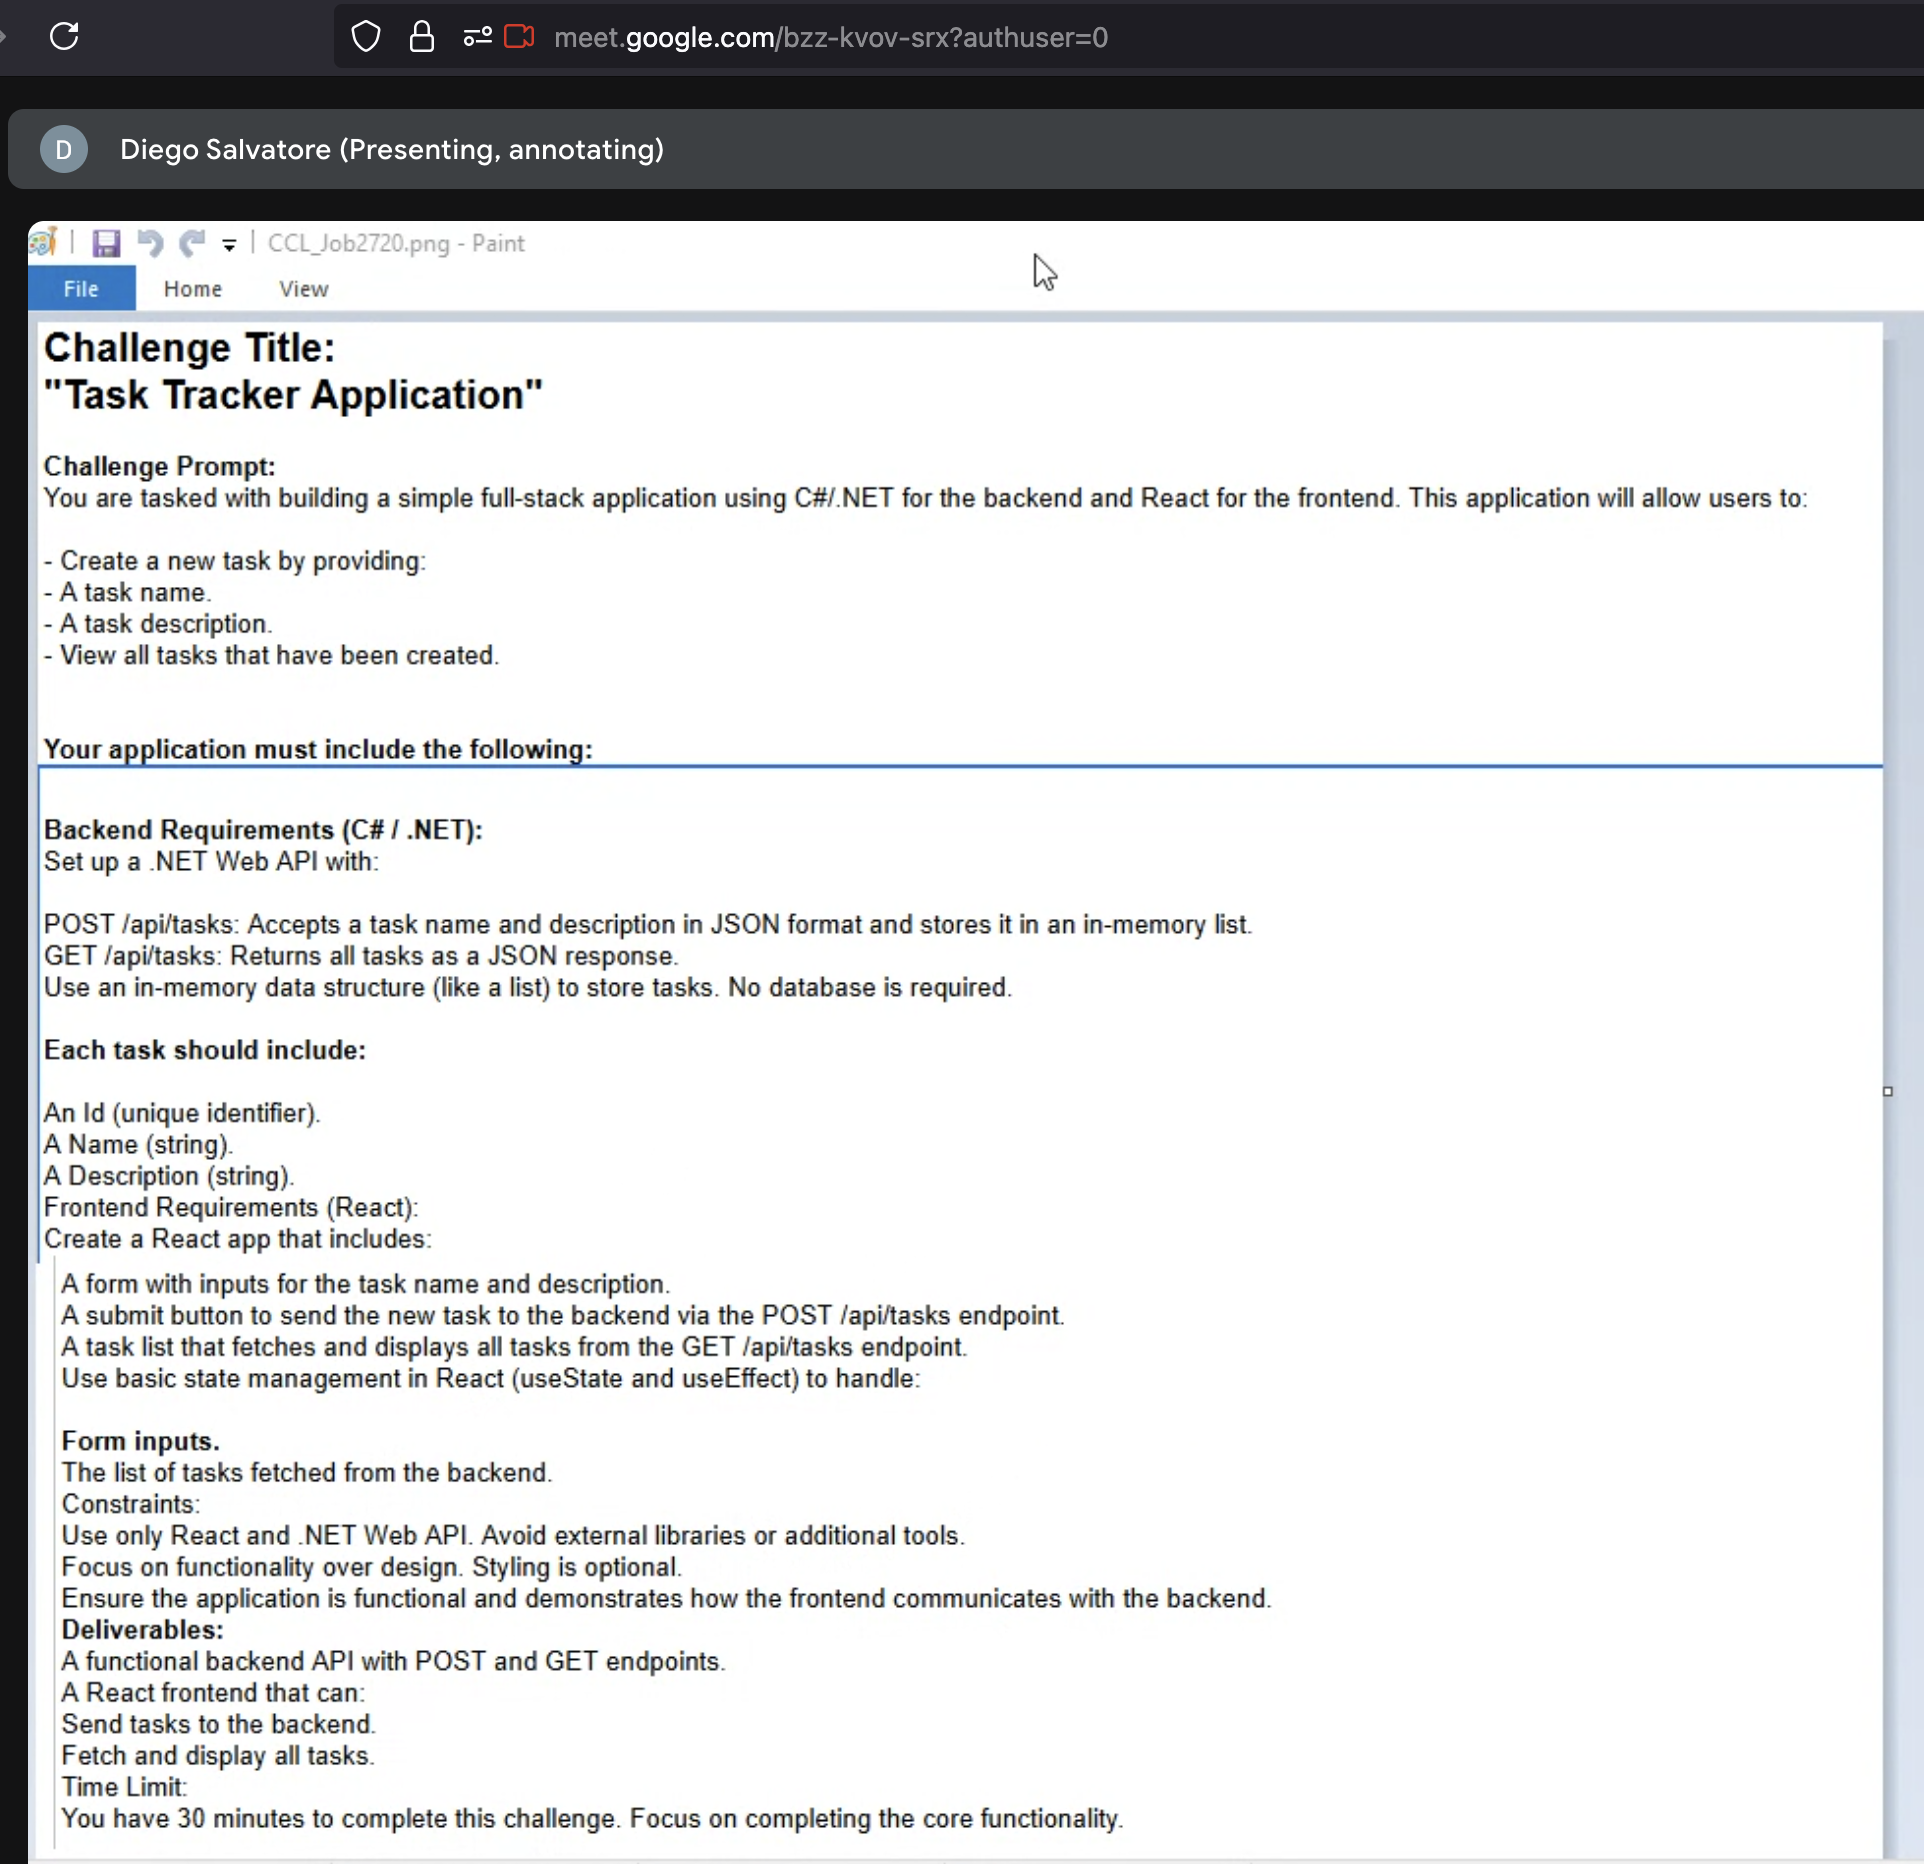 meet.google.com/bzz-kvov-srx?authuser=0
D Diego Salvatore (Presenting, annotating)
CCL_Job2720.png - Paint
File Home View
Challenge Title:
"Task Tracker Application"
Challenge Prompt:
You are tasked with building a simple full-stack application using C#/.NET for the backend and React for the frontend. This application will allow users to:
- Create a new task by providing:
- A task name.
- A task description.
- View all tasks that have been created.
Your application must include the following:
Backend Requirements (C# / .NET):
Set up a .NET Web API with:
POST /api/tasks: Accepts a task name and description in JSON format and stores it in an in-memory list.
GET /api/tasks: Returns all tasks as a JSON response.
Use an in-memory data structure (like a list) to store tasks. No database is required.
Each task should include:
An Id (unique identifier).
A Name (string).
A Description (string).
Frontend Requirements (React):
Create a React app that includes:
A form with inputs for the task name and description.
A submit button to send the new task to the backend via the POST /api/tasks endpoint.
A task list that fetches and displays all tasks from the GET /api/tasks endpoint.
Use basic state management in React (useState and useEffect) to handle:
Form inputs.
The list of tasks fetched from the backend.
Constraints:
Use only React and .NET Web API. Avoid external libraries or additional tools.
Focus on functionality over design. Styling is optional.
Ensure the application is functional and demonstrates how the frontend communicates with the backend.
Deliverables:
A functional backend API with POST and GET endpoints.
A React frontend that can:
Send tasks to the backend.
Fetch and display all tasks.
Time Limit:
You have 30 minutes to complete this challenge. Focus on completing the core functionality.